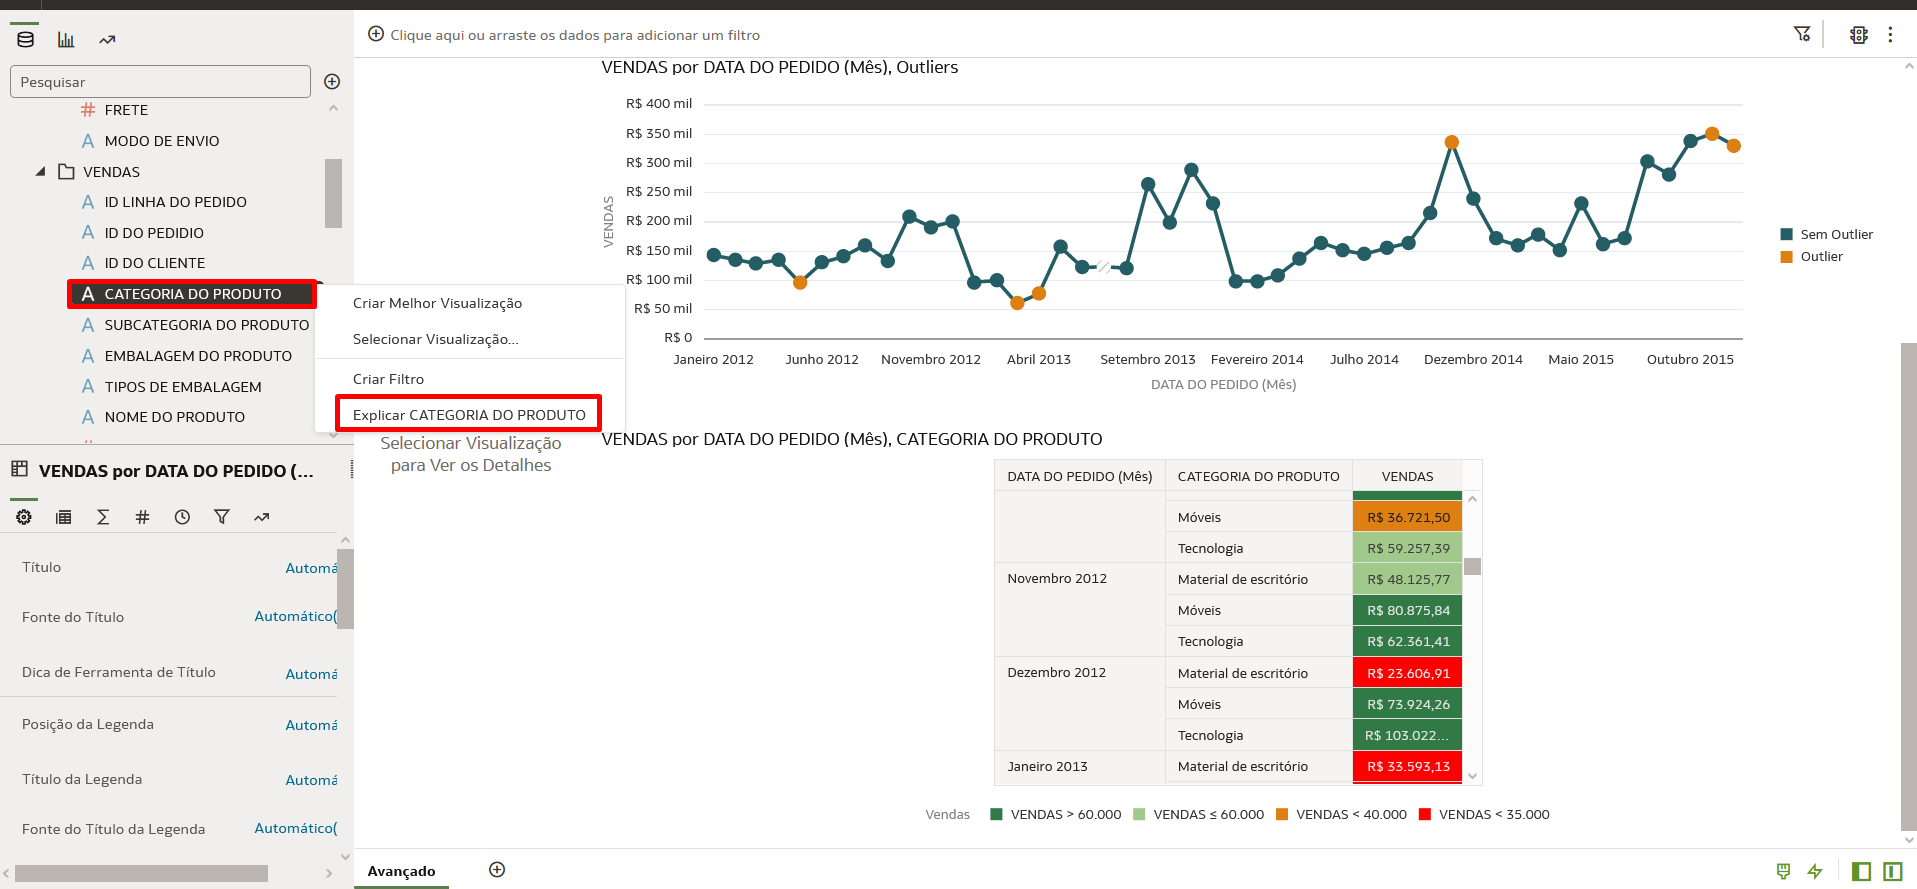 Clique aqui ou arraste os dados para adicionar um filtro
Pesquisar
FRETE
MODO DE ENVIO
VENDAS
ID LINHA DO PEDIDO
ID DO PEDIDIO
ID DO CLIENTE
CATEGORIA DO PRODUTO
SUBCATEGORIA DO PRODUTO
EMBALAGEM DO PRODUTO
TIPOS DE EMBALAGEM
NOME DO PRODUTO
Criar Melhor Visualização
Selecionar Visualização...
Criar Filtro
Explicar CATEGORIA DO PRODUTO
Selecionar Visualização
para Ver os Detalhes
VENDAS por DATA DO PEDIDO (...
Título Automá
Fonte do Título Automático(
Dica de Ferramenta de Título Automá
Posição da Legenda Automá
Título da Legenda Automá
Fonte do Título da Legenda Automático(
VENDAS por DATA DO PEDIDO (Mês), Outliers
R$ 400 mil
R$ 350 mil
R$ 300 mil
R$ 250 mil
R$ 200 mil
R$ 150 mil
R$ 100 mil
R$ 50 mil
R$ 0
VENDAS
Janeiro 2012 Junho 2012 Novembro 2012 Abril 2013 Setembro 2013 Fevereiro 2014 Julho 2014 Dezembro 2014 Maio 2015 Outubro 2015
DATA DO PEDIDO (Mês)
Sem Outlier
Outlier
VENDAS por DATA DO PEDIDO (Mês), CATEGORIA DO PRODUTO
DATA DO PEDIDO (Mês) CATEGORIA DO PRODUTO VENDAS
Móveis R$ 36.721,50
Tecnologia R$ 59.257,39
Novembro 2012 Material de escritório R$ 48.125,77
Móveis R$ 80.875,84
Tecnologia R$ 62.361,41
Dezembro 2012 Material de escritório R$ 23.606,91
Móveis R$ 73.924,26
Tecnologia R$ 103.022...
Janeiro 2013 Material de escritório R$ 33.593,13
Vendas VENDAS > 60.000 VENDAS ≤ 60.000 VENDAS < 40.000 VENDAS < 35.000
Avançado